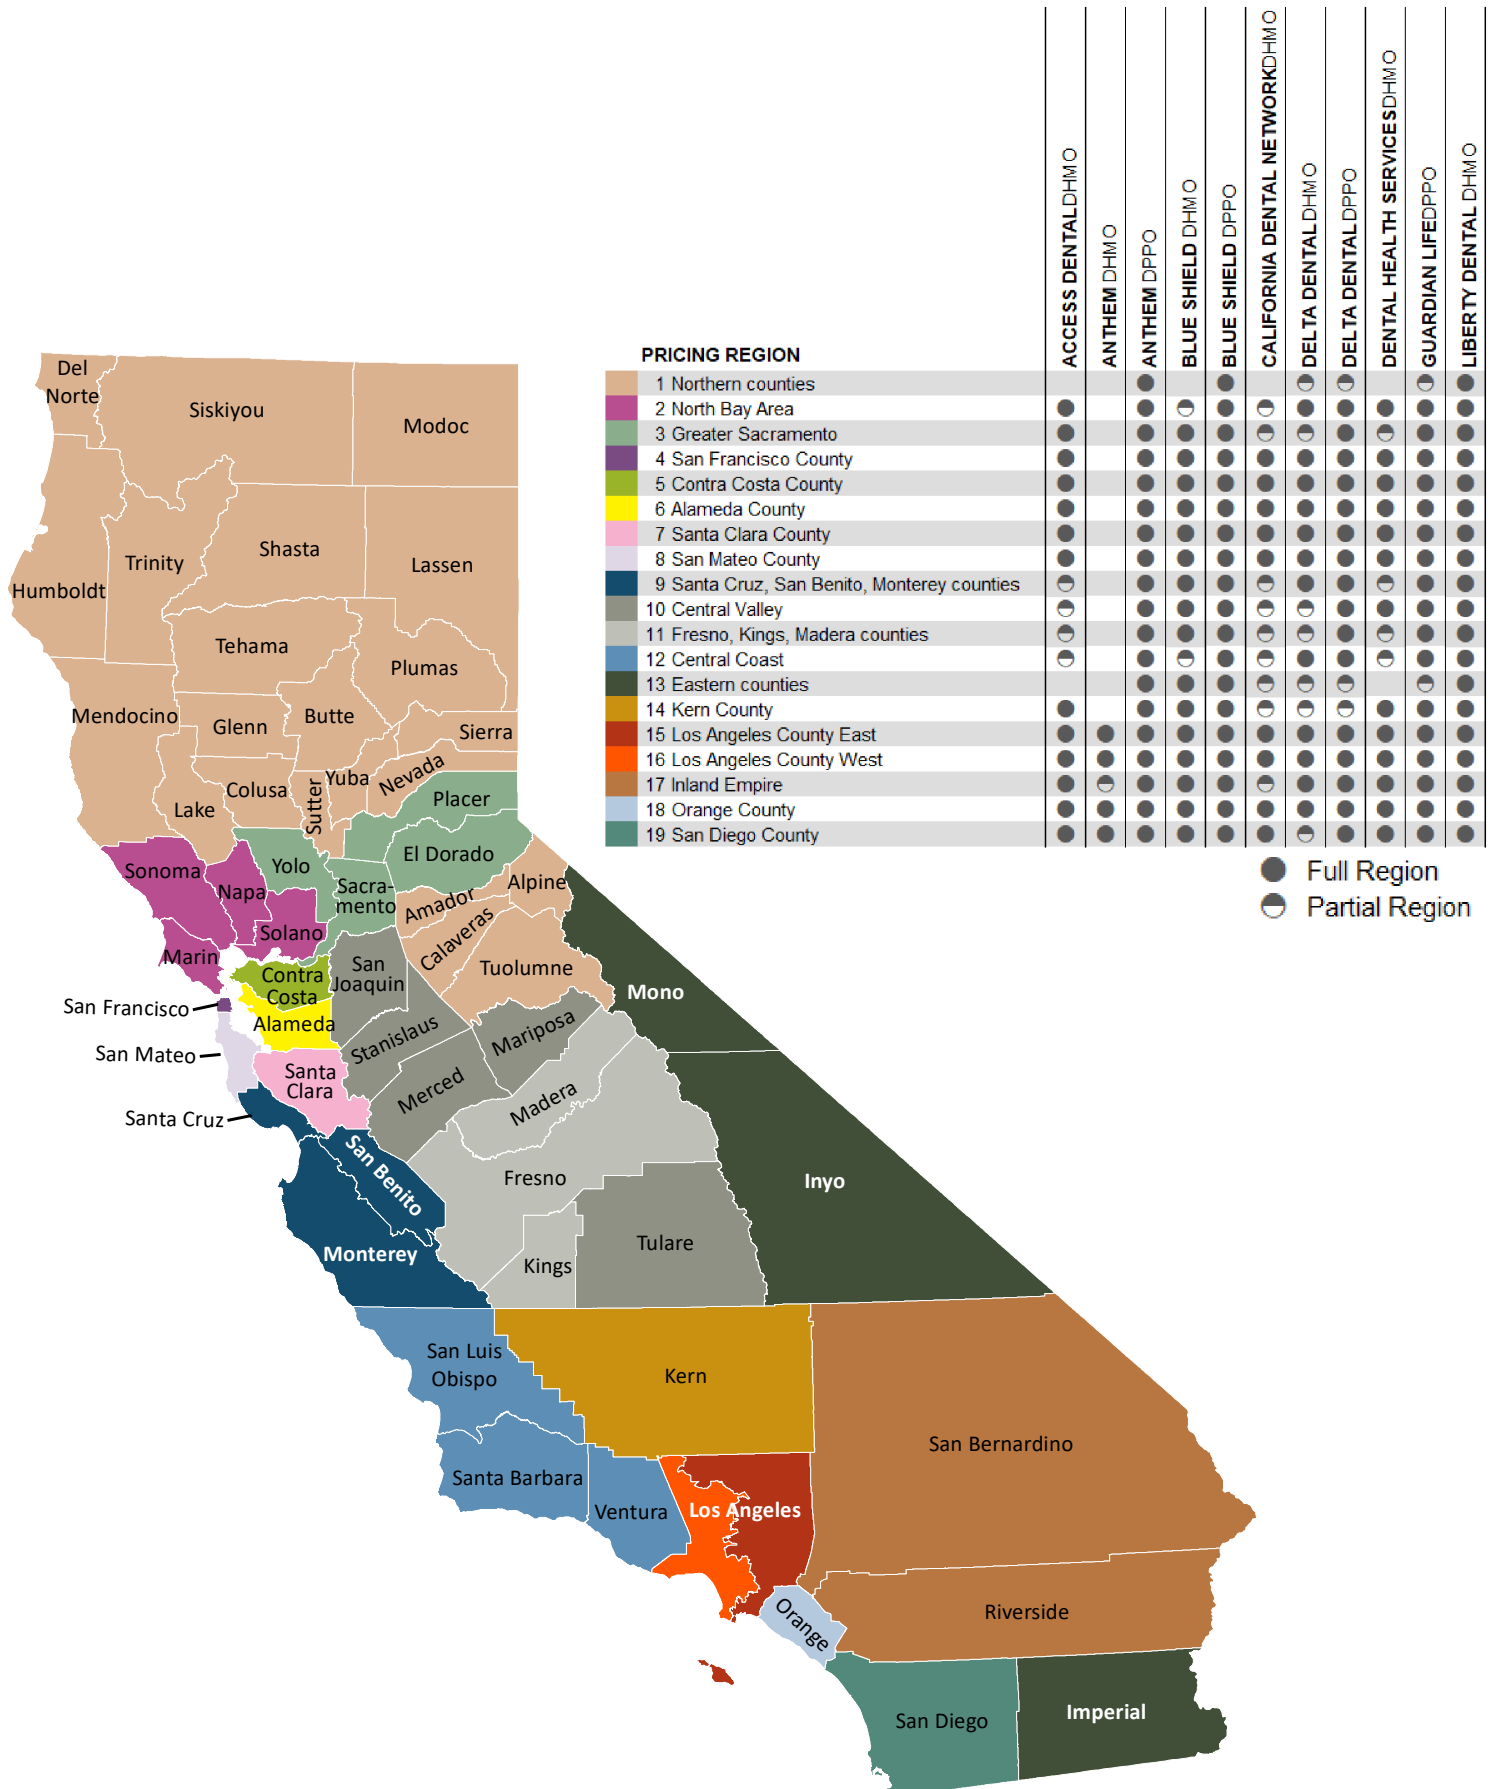 ACCESS DENTALDHMO
ANTHEM DHMO
ANTHEM DPPO
BLUE SHIELD DHMO
BLUE SHIELD DPPO
CALIFORNIA DENTAL NETWORKDHMO
DELTA DENTAL DHMO
DELTA DENTAL DPPO
DENTAL HEALTH SERVICESDHMO
GUARDIAN LIFEDPPO
LIBERTY DENTAL DHMO
PRICING REGION
1 Northern counties
2 North Bay Area
3 Greater Sacramento
4 San Francisco County
5 Contra Costa County
6 Alameda County
7 Santa Clara County
8 San Mateo County
9 Santa Cruz, San Benito, Monterey counties
10 Central Valley
11 Fresno, Kings, Madera counties
12 Central Coast
13 Eastern counties
14 Kern County
15 Los Angeles County East
16 Los Angeles County West
17 Inland Empire
18 Orange County
19 San Diego County
Full Region
Partial Region
Del
Norte
Siskiyou
Modoc
Humboldt
Trinity
Shasta
Lassen
Tehama
Plumas
Mendocino
Glenn
Butte
Sierra
Lake
Colusa
Sutter
Yuba
Nevada
Placer
Sonoma
Napa
Yolo
El Dorado
Sacra-
mento
Amador
Alpine
Solano
Marin
Calaveras
Tuolumne
Contra
Costa
San
Joaquin
Mono
San Francisco
Alameda
Stanislaus
Mariposa
San Mateo
Santa
Clara
Merced
Madera
Santa Cruz
San Benito
Fresno
Inyo
Monterey
Kings
Tulare
San Luis
Obispo
Kern
San Bernardino
Santa Barbara
Ventura
Los Angeles
Orange
Riverside
San Diego
Imperial